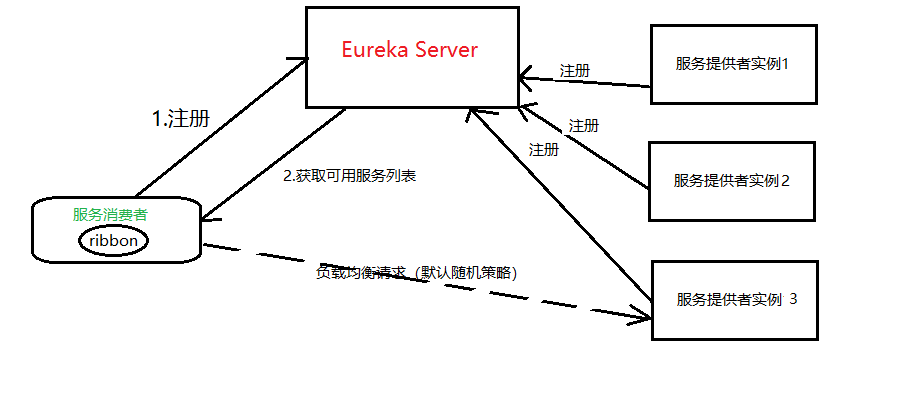 Eureka Server
服务提供者实例1
注册
1.注册
注册
注册
2.获取可用服务列表
服务提供者实例2
服务消费者
ribbon
负载均衡请求（默认随机策略）
服务提供者实例 3